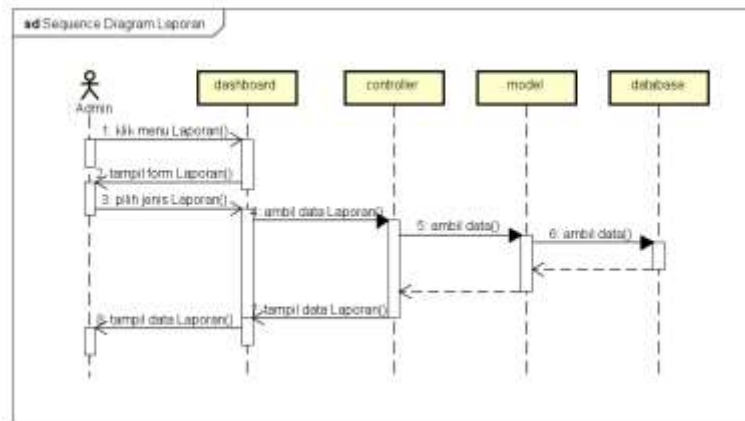 sd Sequence Diagram Laporan
Admin
dashboard
controller
model
database
1: klik menu Laporan()
2: tampil form Laporan()
3: pilih jenis Laporan()
4: ambil data Laporan()
5: ambil data()
6: ambil data()
7: tampil data Laporan()
8: tampil data Laporan()